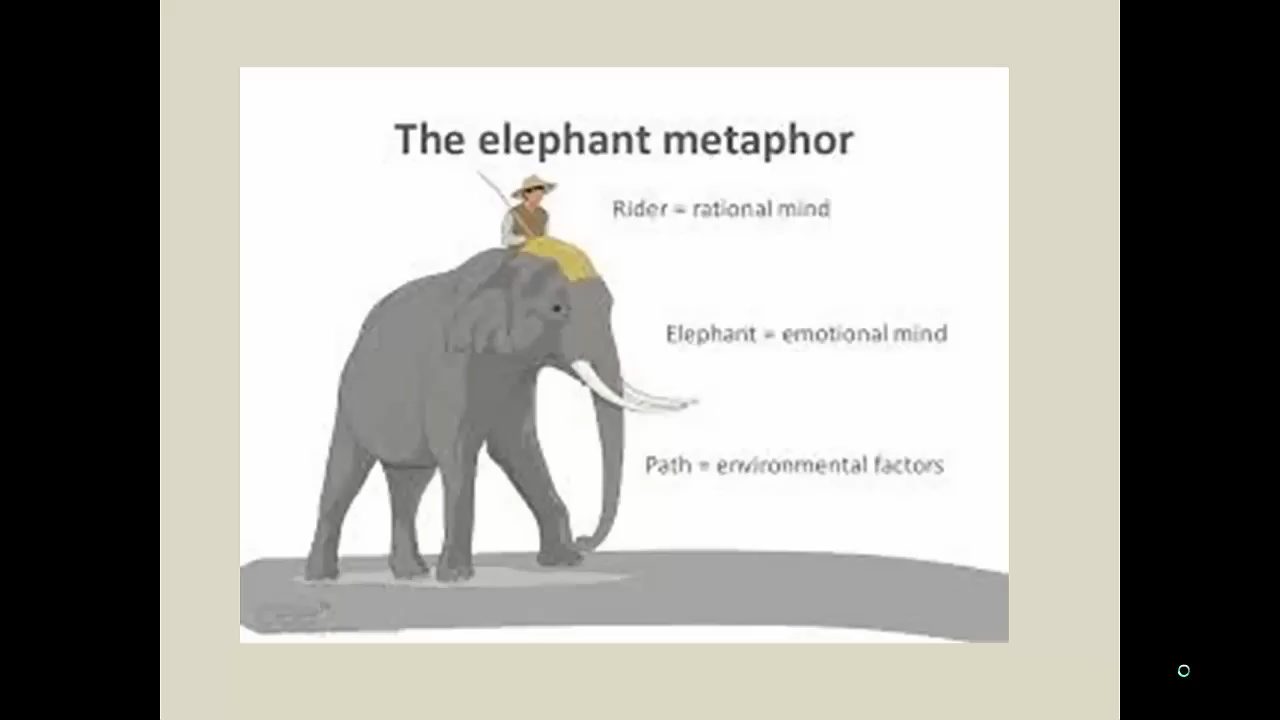 The elephant metaphor
Rider = rational mind
Elephant = emotional mind
Path = environmental factors